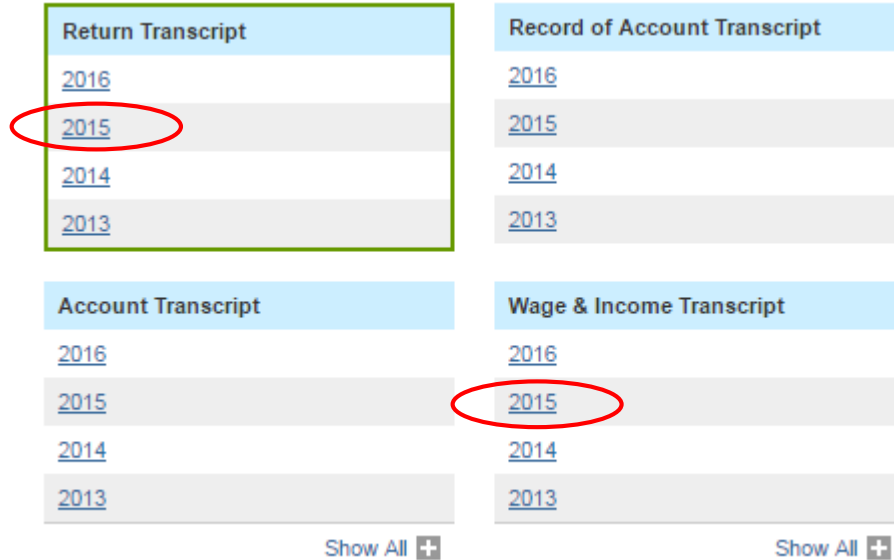 Return Transcript
2016
2015
2014
2013
Record of Account Transcript
2016
2015
2014
2013
Account Transcript
2016
2015
2014
2013
Show All
Wage & Income Transcript
2016
2015
2014
2013
Show All